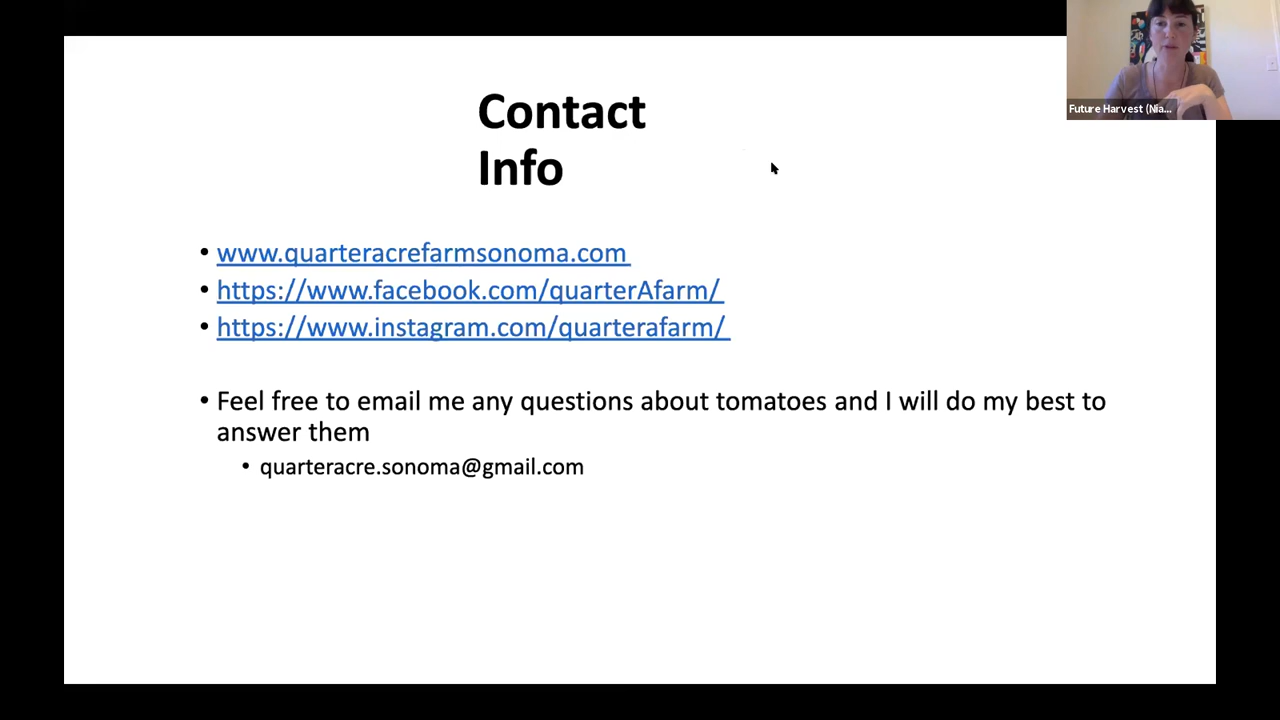 Future Harvest (Nia...
Contact
Info
• www.quarteracrefarmsonoma.com
• https://www.facebook.com/quarterAfarm/
• https://www.instagram.com/quarterafarm/
• Feel free to email me any questions about tomatoes and I will do my best to
answer them
• quarteracre.sonoma@gmail.com